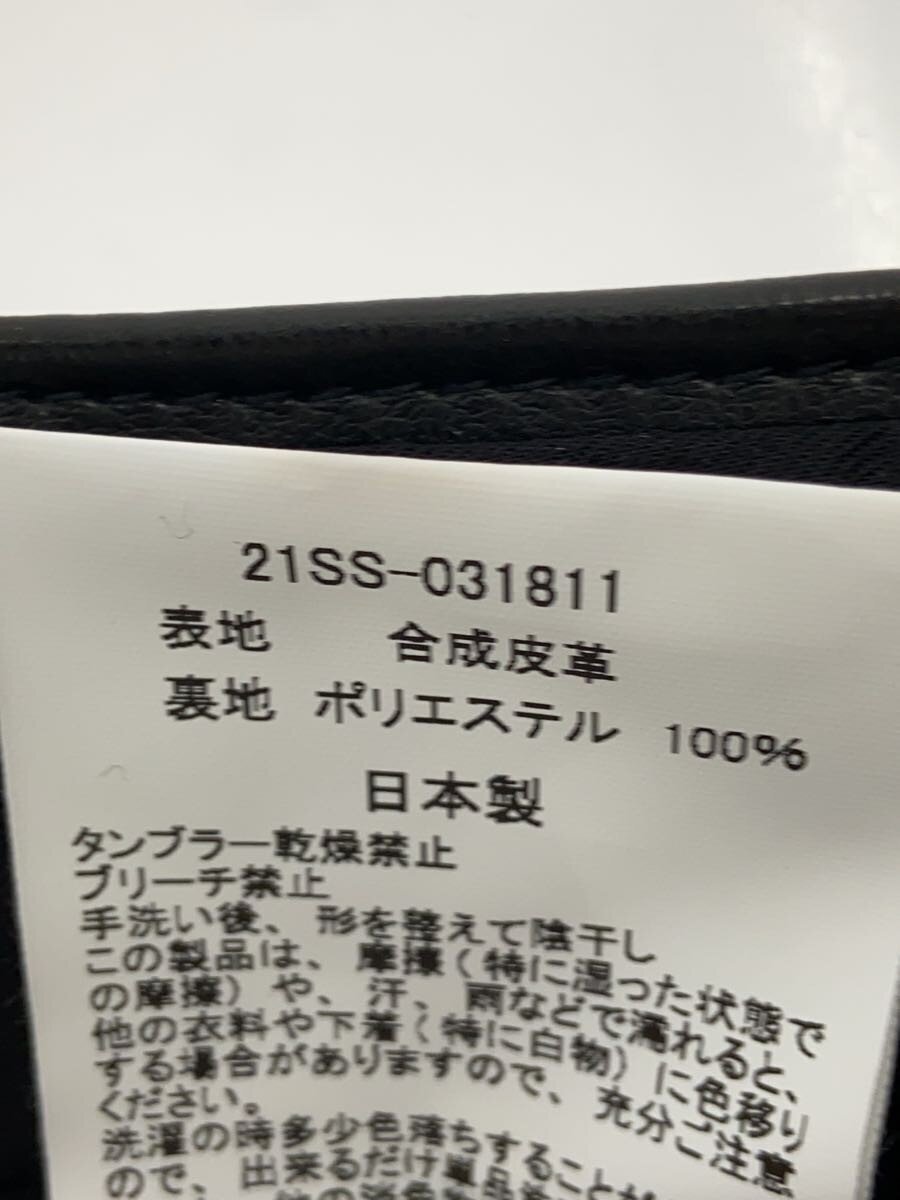 21SS-031811
表地 合成皮革
裏地 ポリエステル 100%
日本製
タンブラー乾燥禁止
ブリーチ禁止
手洗い後、形を整えて陰干し
この製品は、摩擦(特に湿った状態で
の摩擦)や、汗、雨などで濡れると、
他の衣料や下着(特に白物)に色移り
する場合がありますので、充分ご注意
ください。
洗濯の時多少色落ちすること
ので、出来るだけ単品